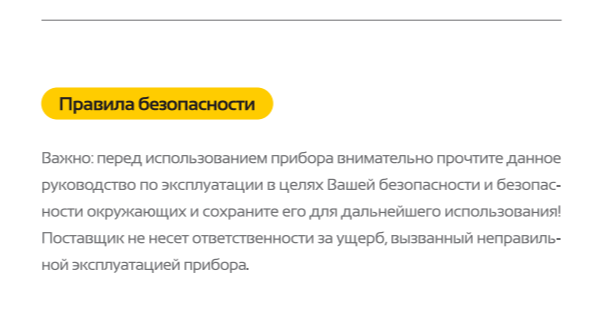 Правила безопасности
Важно: перед использованием прибора внимательно прочтите данное
руководство по эксплуатации в целях Вашей безопасности и безопас-
ности окружающих и сохраните его для дальнейшего использования!
Поставщик не несет ответственности за ущерб, вызванный неправиль-
ной эксплуатацией прибора.